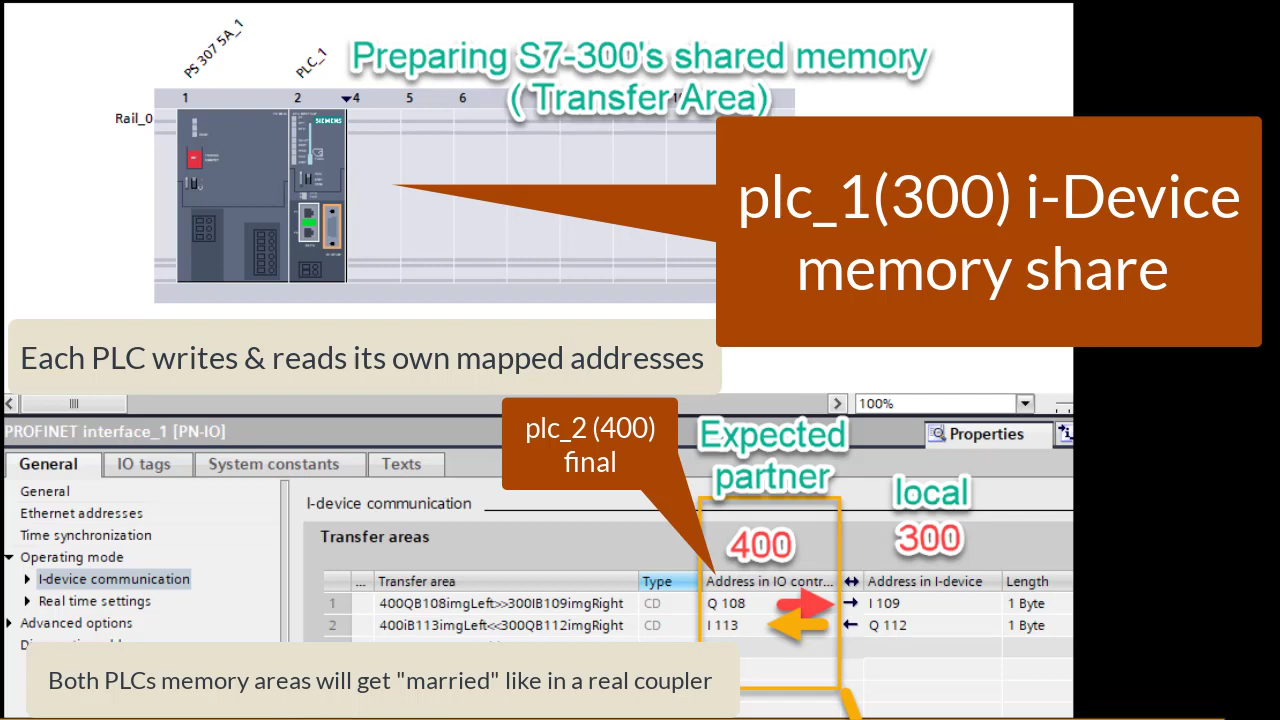 PS 307 5A_1
PLC_1
Preparing S7-300's shared memory
( Transfer Area)
1 2 4 5 6
Rail_0
SIEMENS
plc_1(300) i-Device
memory share
Each PLC writes & reads its own mapped addresses
100%
plc_2 (400)
final
PROFINET interface_1 [PN-IO]
Properties
General IO tags System constants Texts
Expected
partner
400
local
300
General
Ethernet addresses
Time synchronization
Operating mode
I-device communication
Real time settings
Advanced options
I-device communication
Transfer areas
... Transfer area Type Address in IO contr... Address in I-device Length
1 400QB108imgLeft>>300IB109imgRight CD Q 108 I 109 1 Byte
2 400iB113imgLeft<<300QB112imgRight CD I 113 Q 112 1 Byte
Both PLCs memory areas will get "married" like in a real coupler